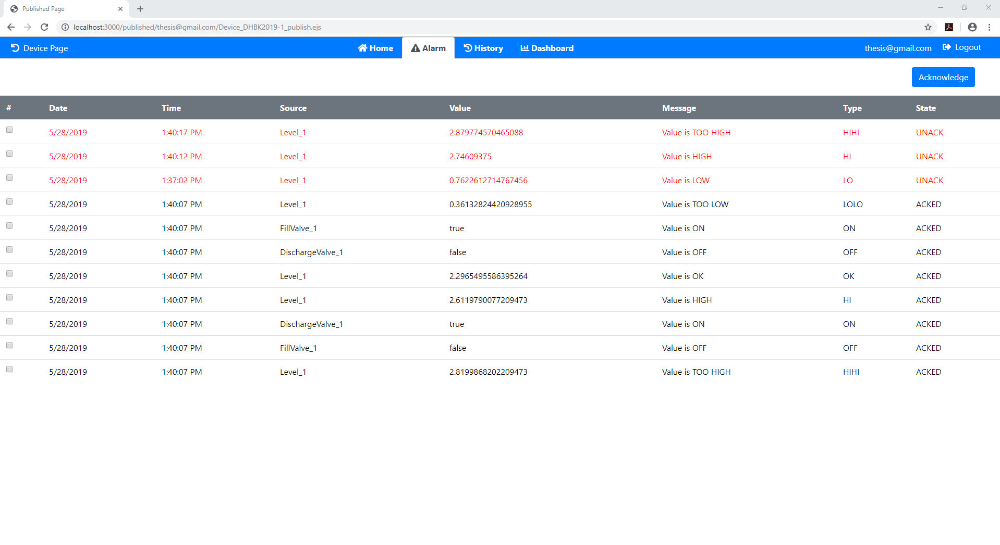 Published Page
localhost:3000/published/thesis@gmail.com/Device_DHBK2019-1_publish.ejs
Device Page Home Alarm History Dashboard thesis@gmail.com Logout
Acknowledge
# Date Time Source Value Message Type State
5/28/2019 1:40:17 PM Level_1 2.879774570465088 Value is TOO HIGH HIHI UNACK
5/28/2019 1:40:12 PM Level_1 2.74609375 Value is HIGH HI UNACK
5/28/2019 1:37:02 PM Level_1 0.7622612714767456 Value is LOW LO UNACK
5/28/2019 1:40:07 PM Level_1 0.36132824420928955 Value is TOO LOW LOLO ACKED
5/28/2019 1:40:07 PM FillValve_1 true Value is ON ON ACKED
5/28/2019 1:40:07 PM DischargeValve_1 false Value is OFF OFF ACKED
5/28/2019 1:40:07 PM Level_1 2.2965495586395264 Value is OK OK ACKED
5/28/2019 1:40:07 PM Level_1 2.6119790077209473 Value is HIGH HI ACKED
5/28/2019 1:40:07 PM DischargeValve_1 true Value is ON ON ACKED
5/28/2019 1:40:07 PM FillValve_1 false Value is OFF OFF ACKED
5/28/2019 1:40:07 PM Level_1 2.8199868202209473 Value is TOO HIGH HIHI ACKED